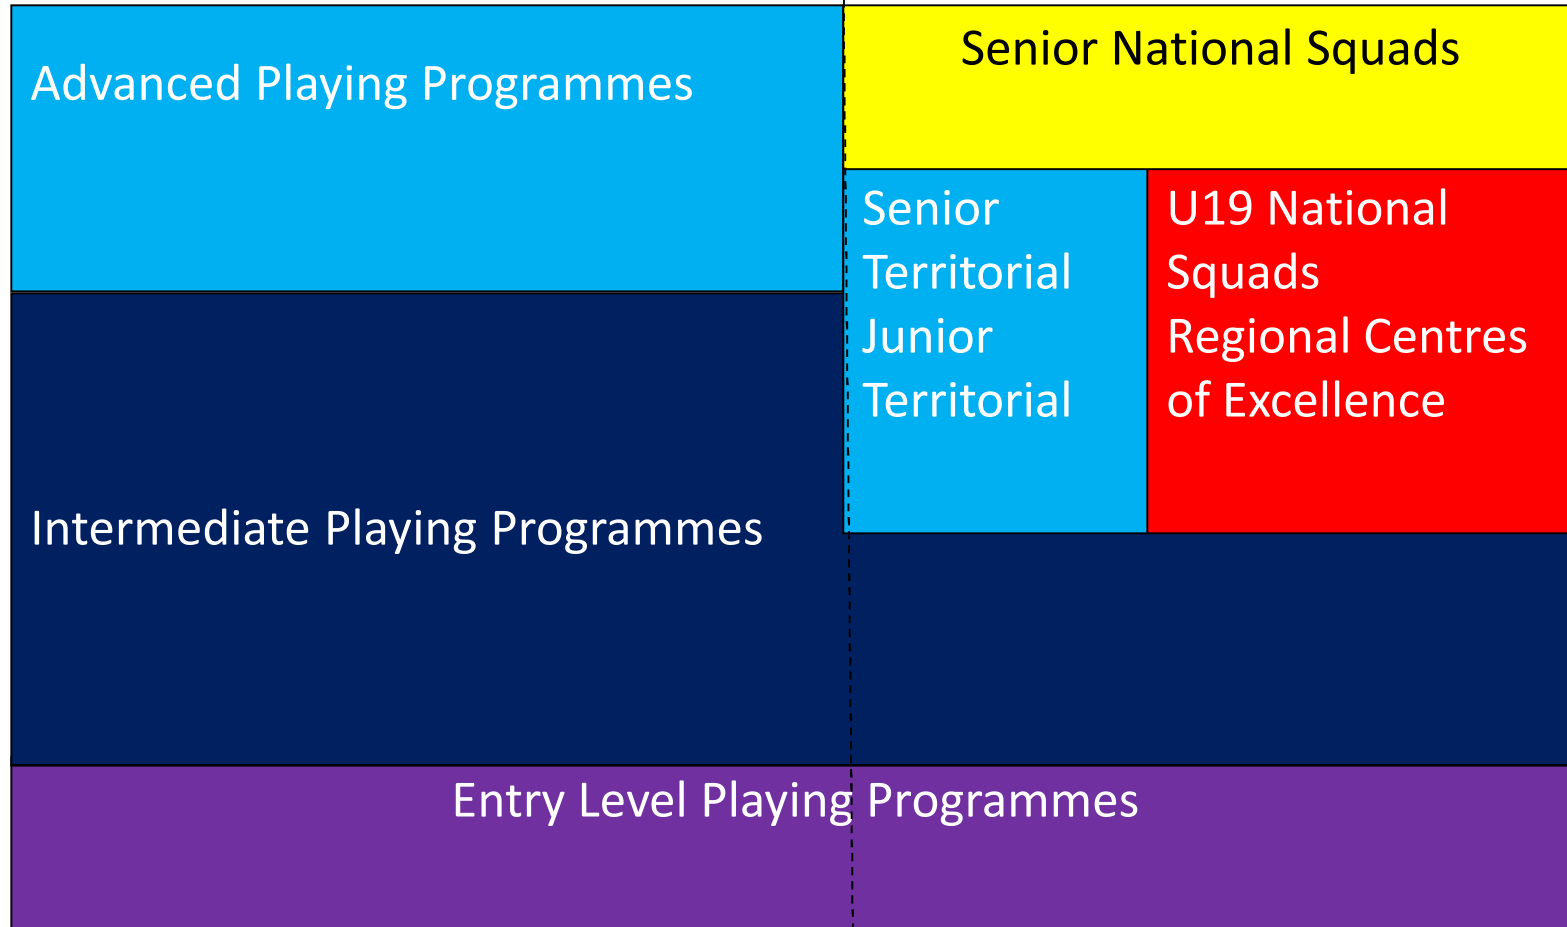 Advanced Playing Programmes
Senior National Squads
Senior
Territorial
Junior
Territorial
U19 National
Squads
Regional Centres
of Excellence
Intermediate Playing Programmes
Entry Level Playing Programmes